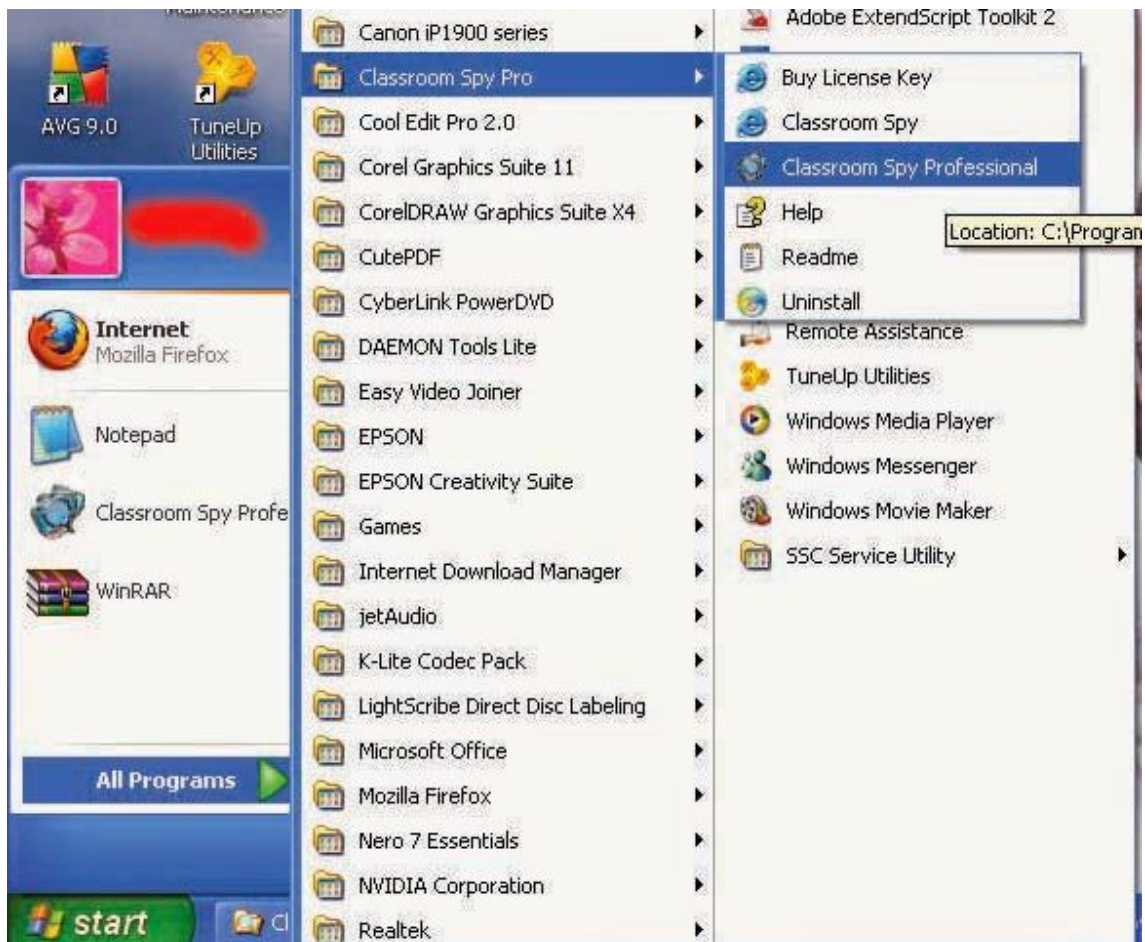 AVG 9.0
TuneUp
Utilities
Internet
Mozilla Firefox
Notepad
Classroom Spy Profe
WinRAR
All Programs
start
Canon iP1900 series
Classroom Spy Pro
Cool Edit Pro 2.0
Corel Graphics Suite 11
CorelDRAW Graphics Suite X4
CutePDF
CyberLink PowerDVD
DAEMON Tools Lite
Easy Video Joiner
EPSON
EPSON Creativity Suite
Games
Internet Download Manager
jetAudio
K-Lite Codec Pack
LightScribe Direct Disc Labeling
Microsoft Office
Mozilla Firefox
Nero 7 Essentials
NVIDIA Corporation
Realtek
Adobe ExtendScript Toolkit 2
Buy License Key
Classroom Spy
Classroom Spy Professional
Help
Location: C:\Program
Readme
Uninstall
Remote Assistance
TuneUp Utilities
Windows Media Player
Windows Messenger
Windows Movie Maker
SSC Service Utility